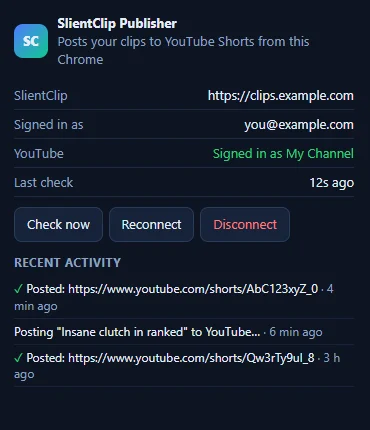 SC
SlientClip Publisher
Posts your clips to YouTube Shorts from this
Chrome
SlientClip https://clips.example.com
Signed in as you@example.com
YouTube Signed in as My Channel
Last check 12s ago
Check now Reconnect Disconnect
RECENT ACTIVITY
✓ Posted: https://www.youtube.com/shorts/AbC123xyZ_0 · 4
min ago
Posting "Insane clutch in ranked" to YouTube... · 6 min ago
✓ Posted: https://www.youtube.com/shorts/Qw3rTy9uI_8 · 3 h
ago